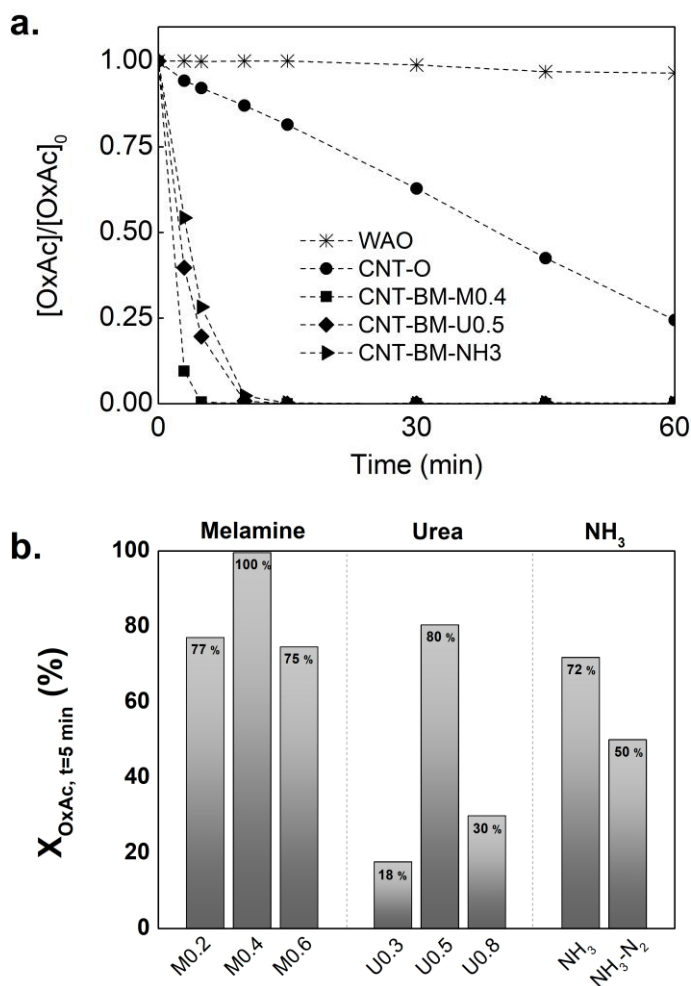 a.
1.00
0.75
0.50
0.25
0.00
[OxAc]/[OxAc]₀
WAO
CNT-O
CNT-BM-M0.4
CNT-BM-U0.5
CNT-BM-NH3
0 30 60
Time (min)
b.
Melamine Urea NH₃
100
80
60
40
20
0
X OxAc, t=5 min (%)
77 %
100 %
75 %
18 %
80 %
30 %
72 %
50 %
M0.2
M0.4
M0.6
U0.3
U0.5
U0.8
NH₃
NH₃-N₂